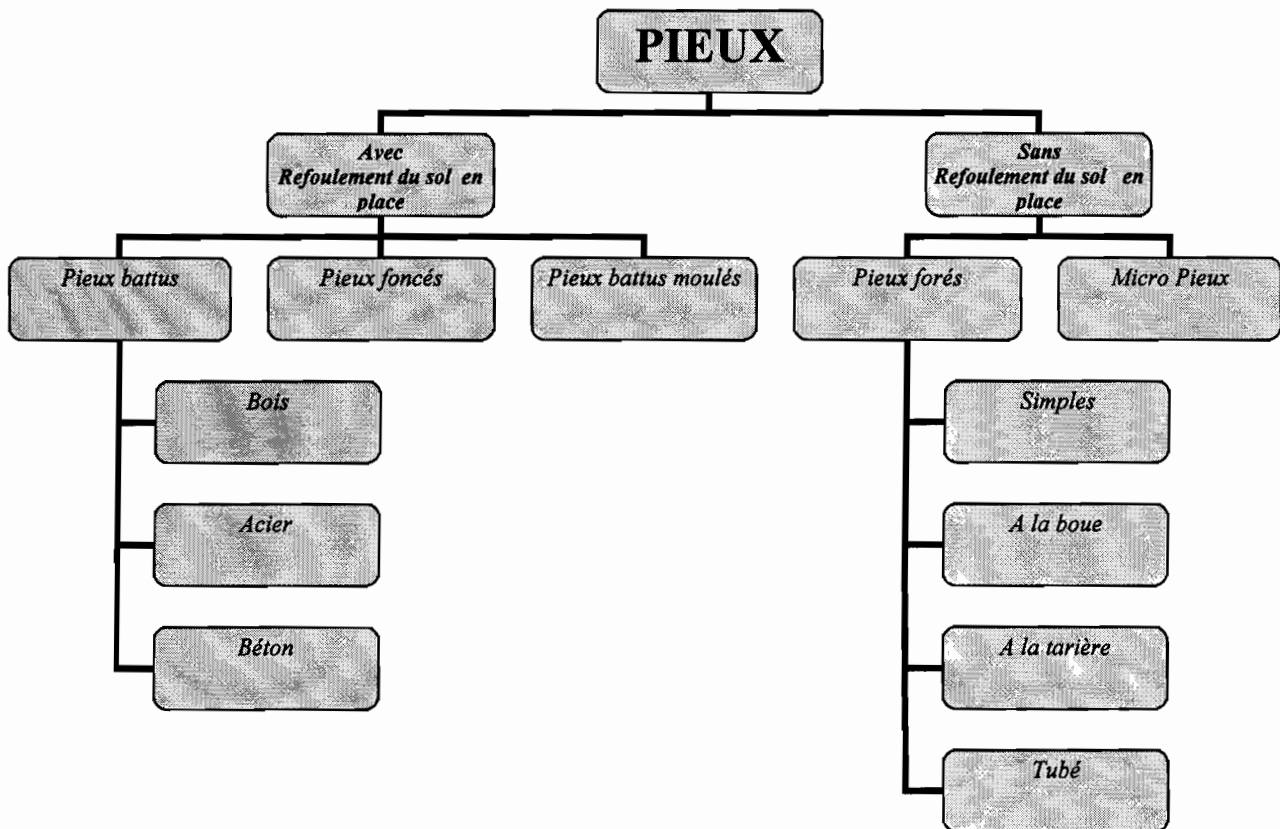 PIEUX
Avec
Refoulement du sol en
place
Sans
Refoulement du sol en
place
Pieux battus
Pieux foncés
Pieux battus moulés
Pieux forés
Micro Pieux
Bois
Acier
Béton
Simples
A la boue
A la tarière
Tubé